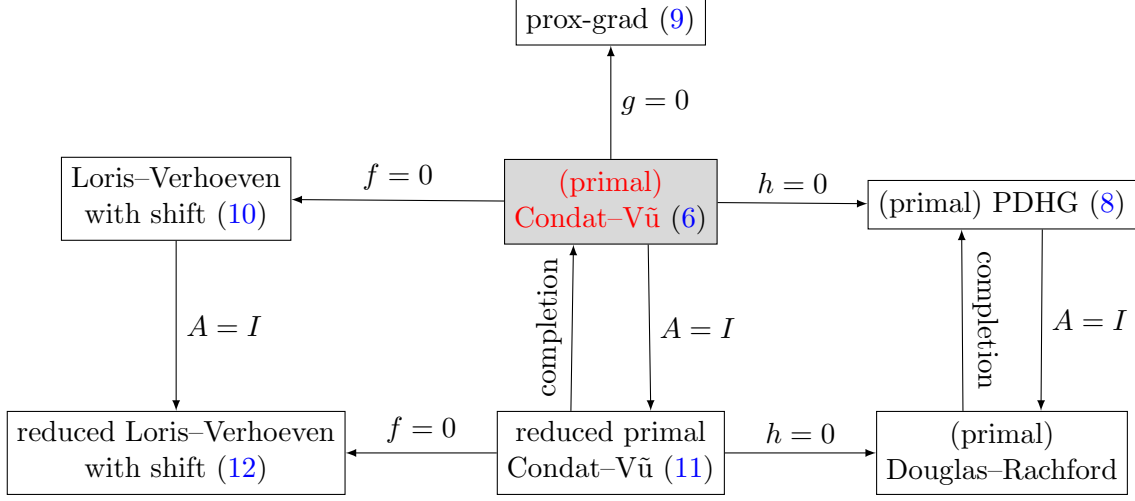 prox-grad (9)
g = 0
Loris–Verhoeven
with shift (10)
f = 0
(primal)
Condat–Vũ (6)
h = 0
(primal) PDHG (8)
A = I
completion
A = I
completion
A = I
reduced Loris–Verhoeven
with shift (12)
f = 0
reduced primal
Condat–Vũ (11)
h = 0
(primal)
Douglas–Rachford